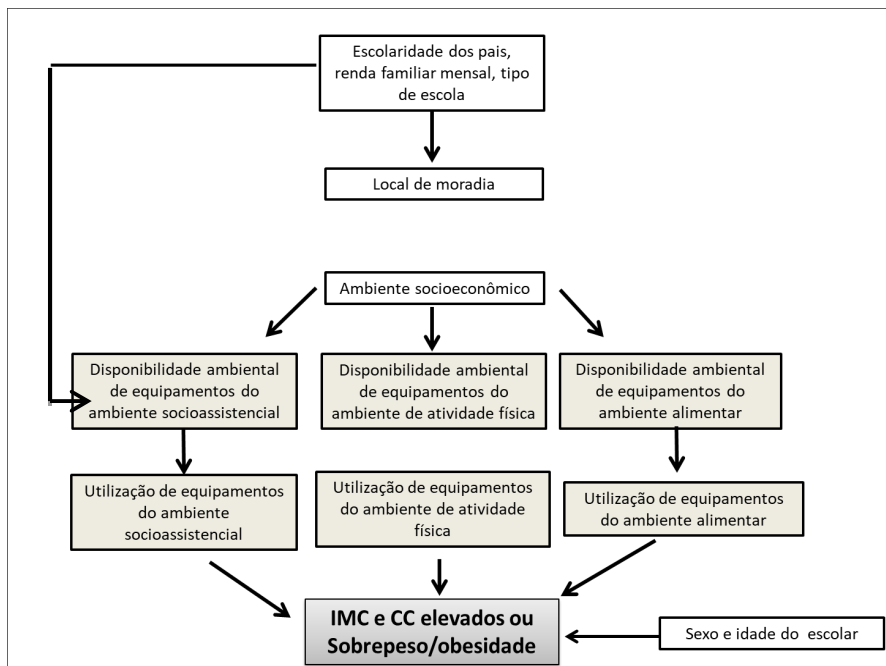 Escolaridade dos pais,
renda familiar mensal, tipo
de escola
Local de moradia
Ambiente socioeconômico
Disponibilidade ambiental
de equipamentos do
ambiente socioassistencial
Disponibilidade ambiental
de equipamentos do
ambiente de atividade física
Disponibilidade ambiental
de equipamentos do
ambiente alimentar
Utilização de equipamentos
do ambiente
socioassistencial
Utilização de equipamentos
do ambiente de atividade
física
Utilização de equipamentos
do ambiente alimentar
IMC e CC elevados ou
Sobrepeso/obesidade
Sexo e idade do escolar